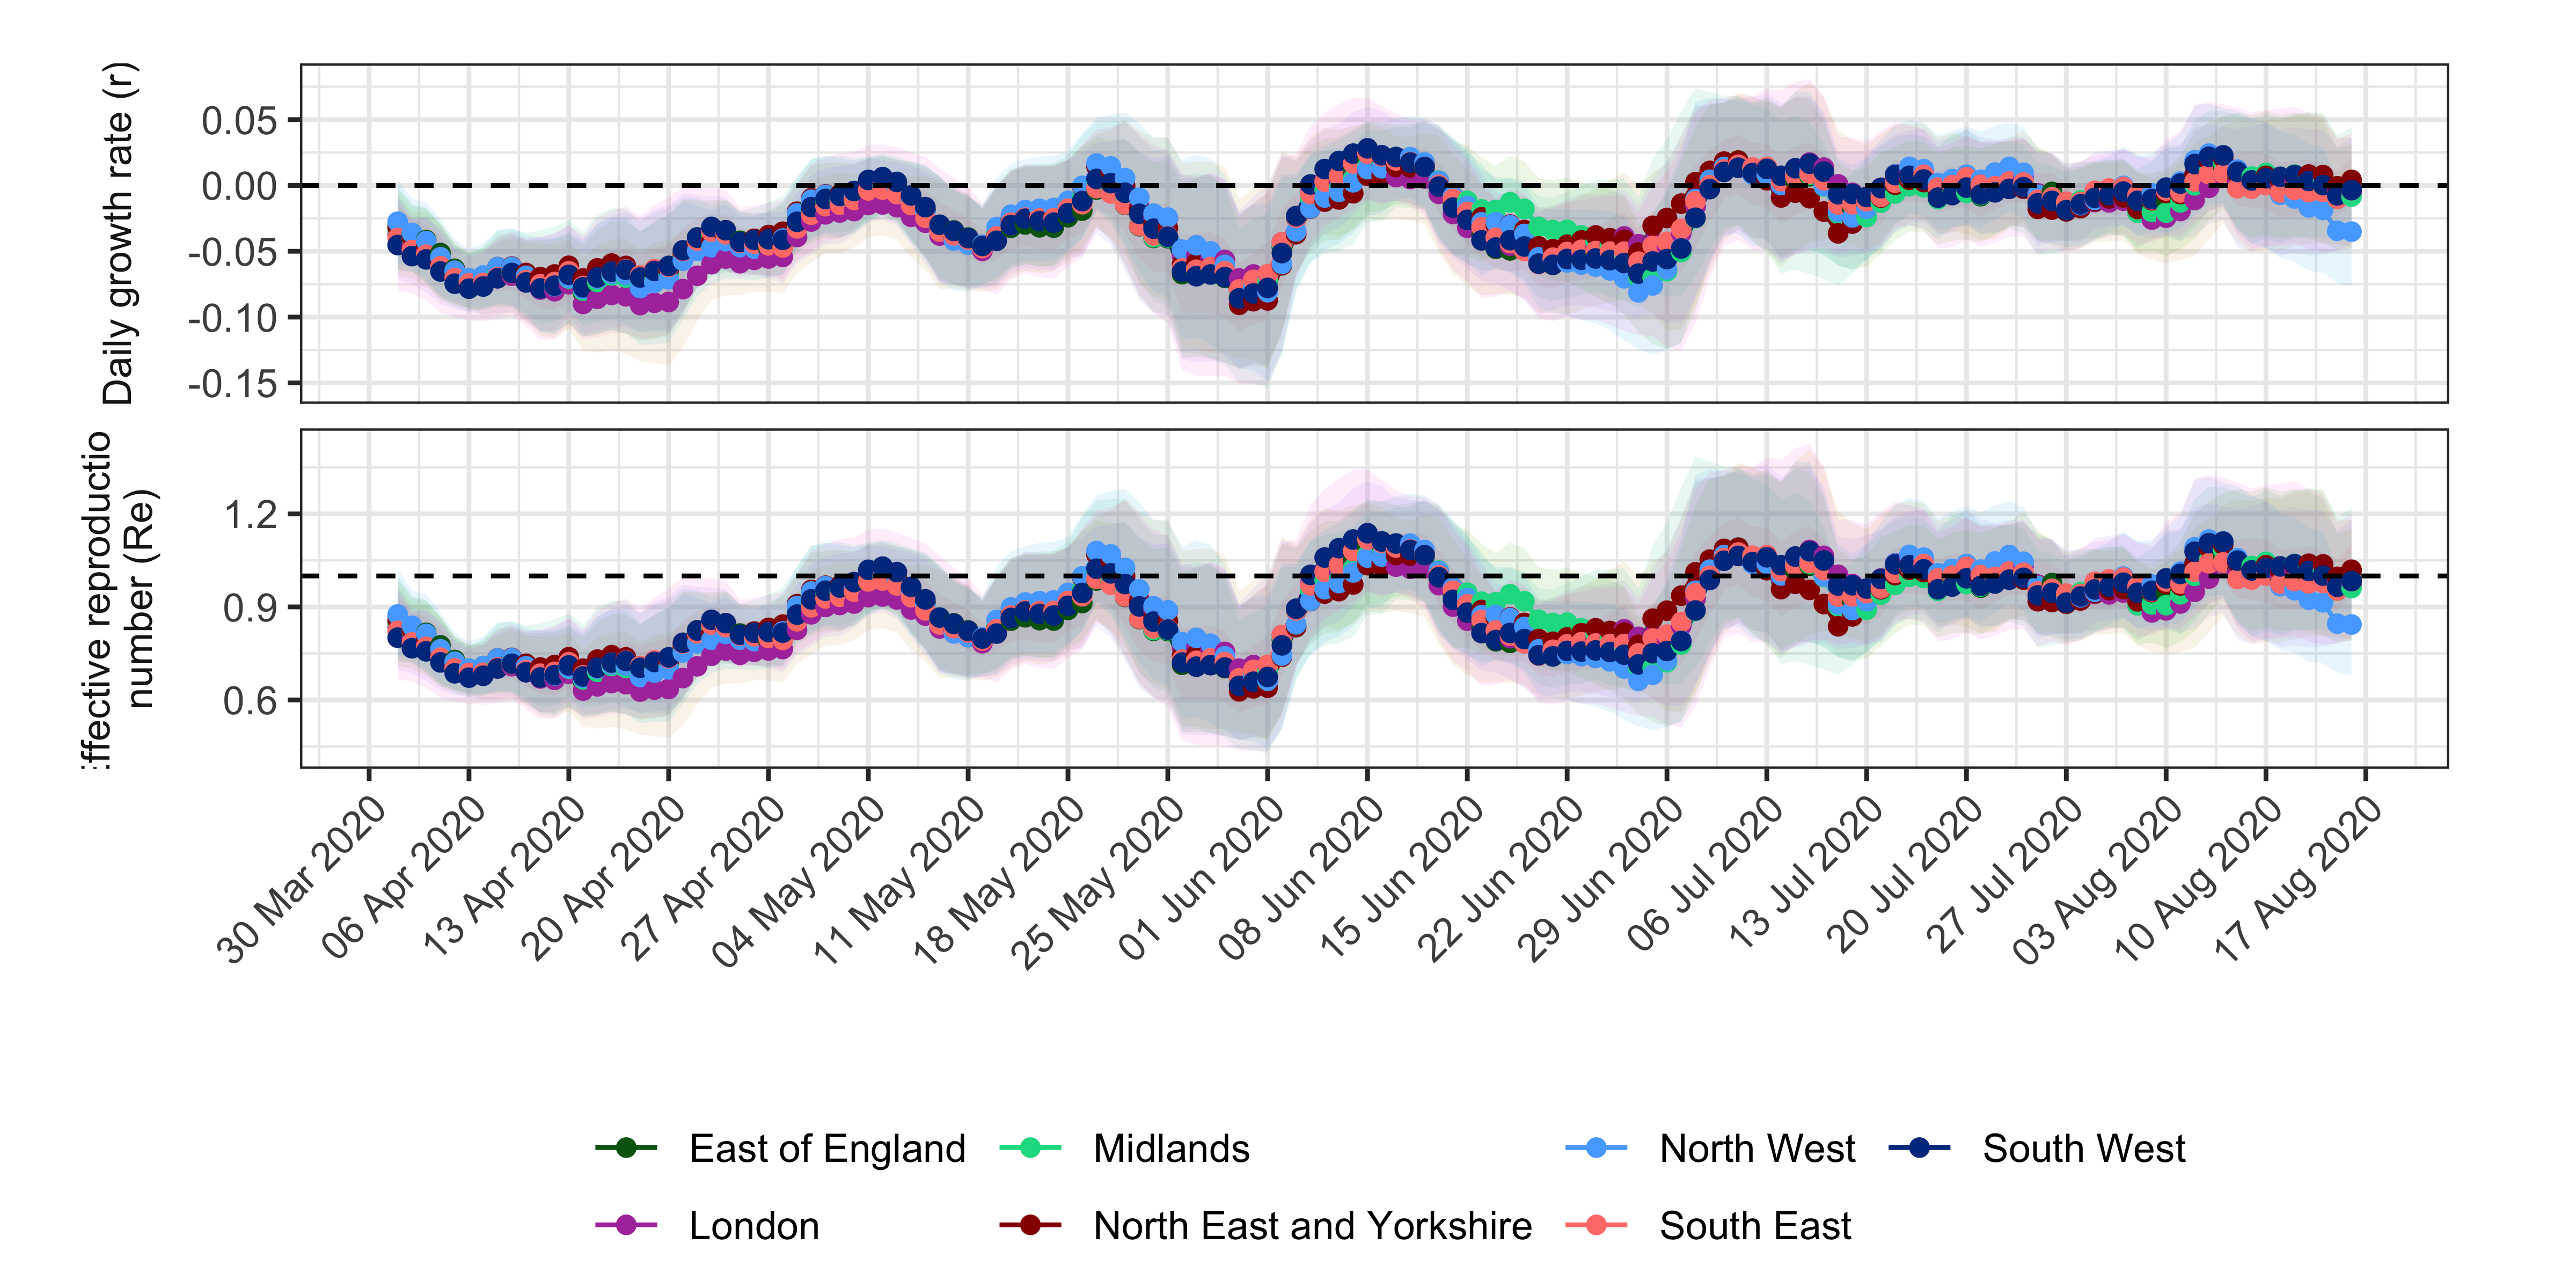 Daily growth rate (r)
0.05
0.00
-0.05
-0.10
-0.15
ffective reproductio
number (Re)
1.2
0.9
0.6
30 Mar 2020
06 Apr 2020
13 Apr 2020
20 Apr 2020
27 Apr 2020
04 May 2020
11 May 2020
18 May 2020
25 May 2020
01 Jun 2020
08 Jun 2020
15 Jun 2020
22 Jun 2020
29 Jun 2020
06 Jul 2020
13 Jul 2020
20 Jul 2020
27 Jul 2020
03 Aug 2020
10 Aug 2020
17 Aug 2020
East of England
Midlands
North West
South West
London
North East and Yorkshire
South East